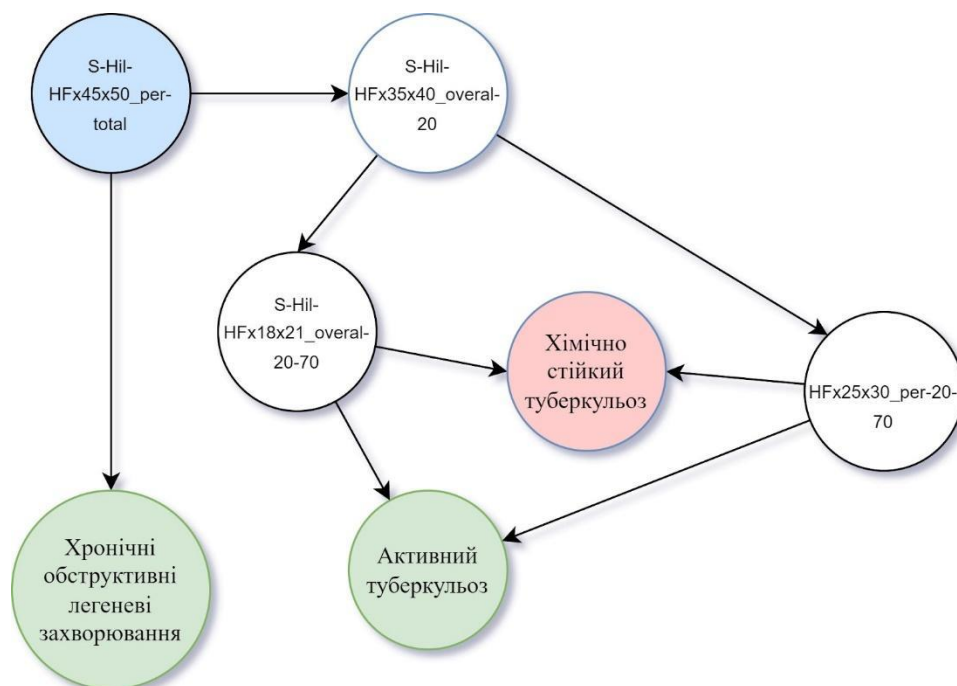 S-Hil-
HFx45x50_per-
total
S-Hil-
HFx35x40_overal-
20
S-Hil-
HFx18x21_overal-
20-70
Хімічно
стійкий
туберкульоз
HFx25x30_per-20-
70
Хронічні
обструктивні
легеневі
захворювання
Активний
туберкульоз